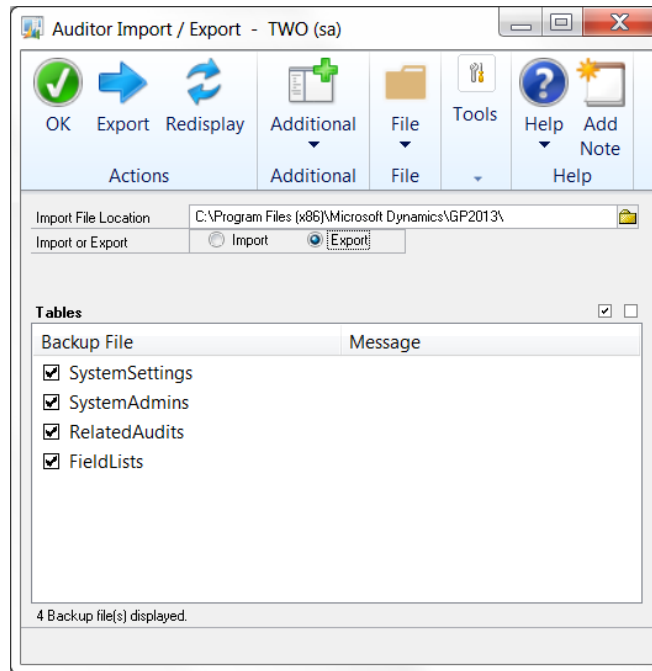 Auditor Import / Export - TWO (sa)
OK Export Redisplay Additional File Tools Help Add Note
Actions Additional File Help
Import File Location C:\Program Files (x86)\Microsoft Dynamics\GP2013\
Import or Export Import Export
Tables
Backup File Message
SystemSettings
SystemAdmins
RelatedAudits
FieldLists
4 Backup file(s) displayed.